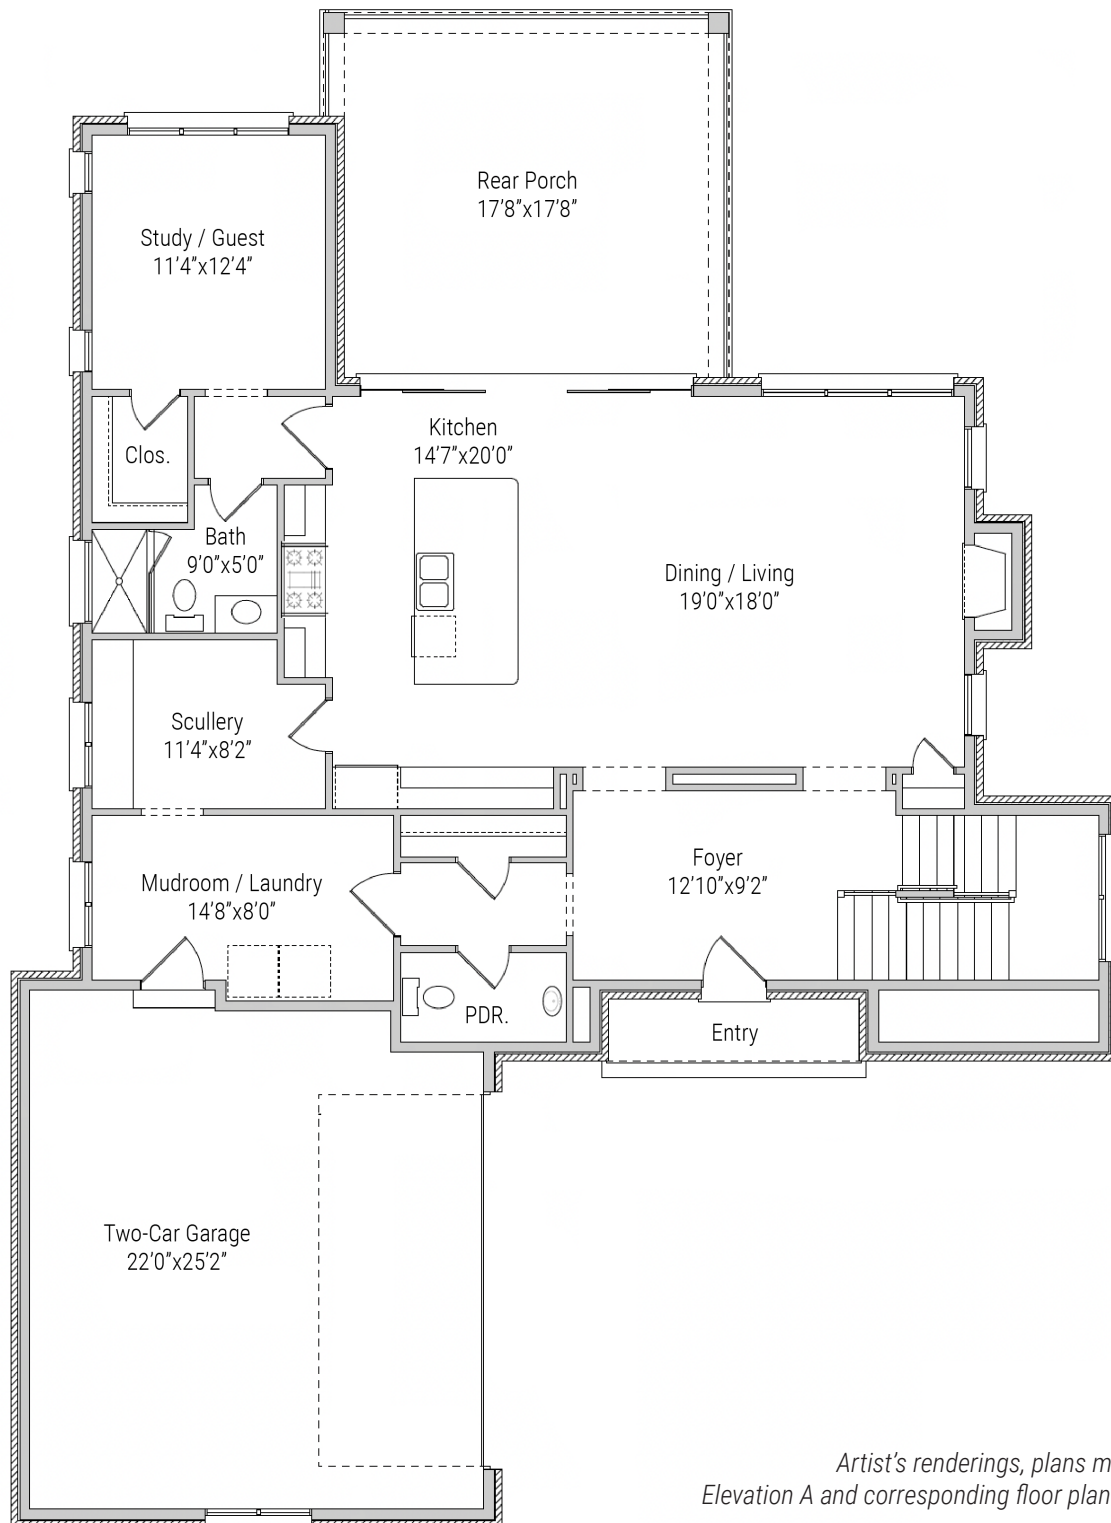 Rear Porch
17'8"x17'8"
Study / Guest
11'4"x12'4"
Kitchen
14'7"x20'0"
Clos.
Bath
9'0"x5'0"
Dining / Living
19'0"x18'0"
Scullery
11'4"x8'2"
Foyer
12'10"x9'2"
Mudroom / Laundry
14'8"x8'0"
PDR.
Entry
Two-Car Garage
22'0"x25'2"
Artist's renderings, plans m
Elevation A and corresponding floor plan